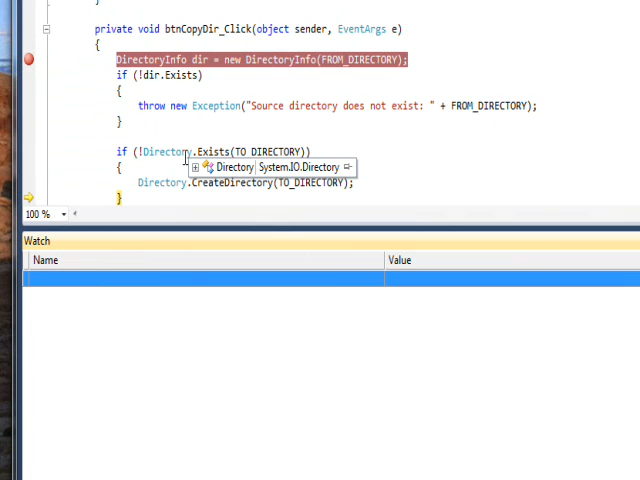 }
private void btnCopyDir_Click(object sender, EventArgs e)
{
DirectoryInfo dir = new DirectoryInfo(FROM_DIRECTORY);
if (!dir.Exists)
{
throw new Exception("Source directory does not exist: " + FROM_DIRECTORY);
}
if (!Directory.Exists(TO_DIRECTORY))
{ Directory System.IO.Directory
Directory.CreateDirectory(TO_DIRECTORY);
}
100 %
Watch
Name Value